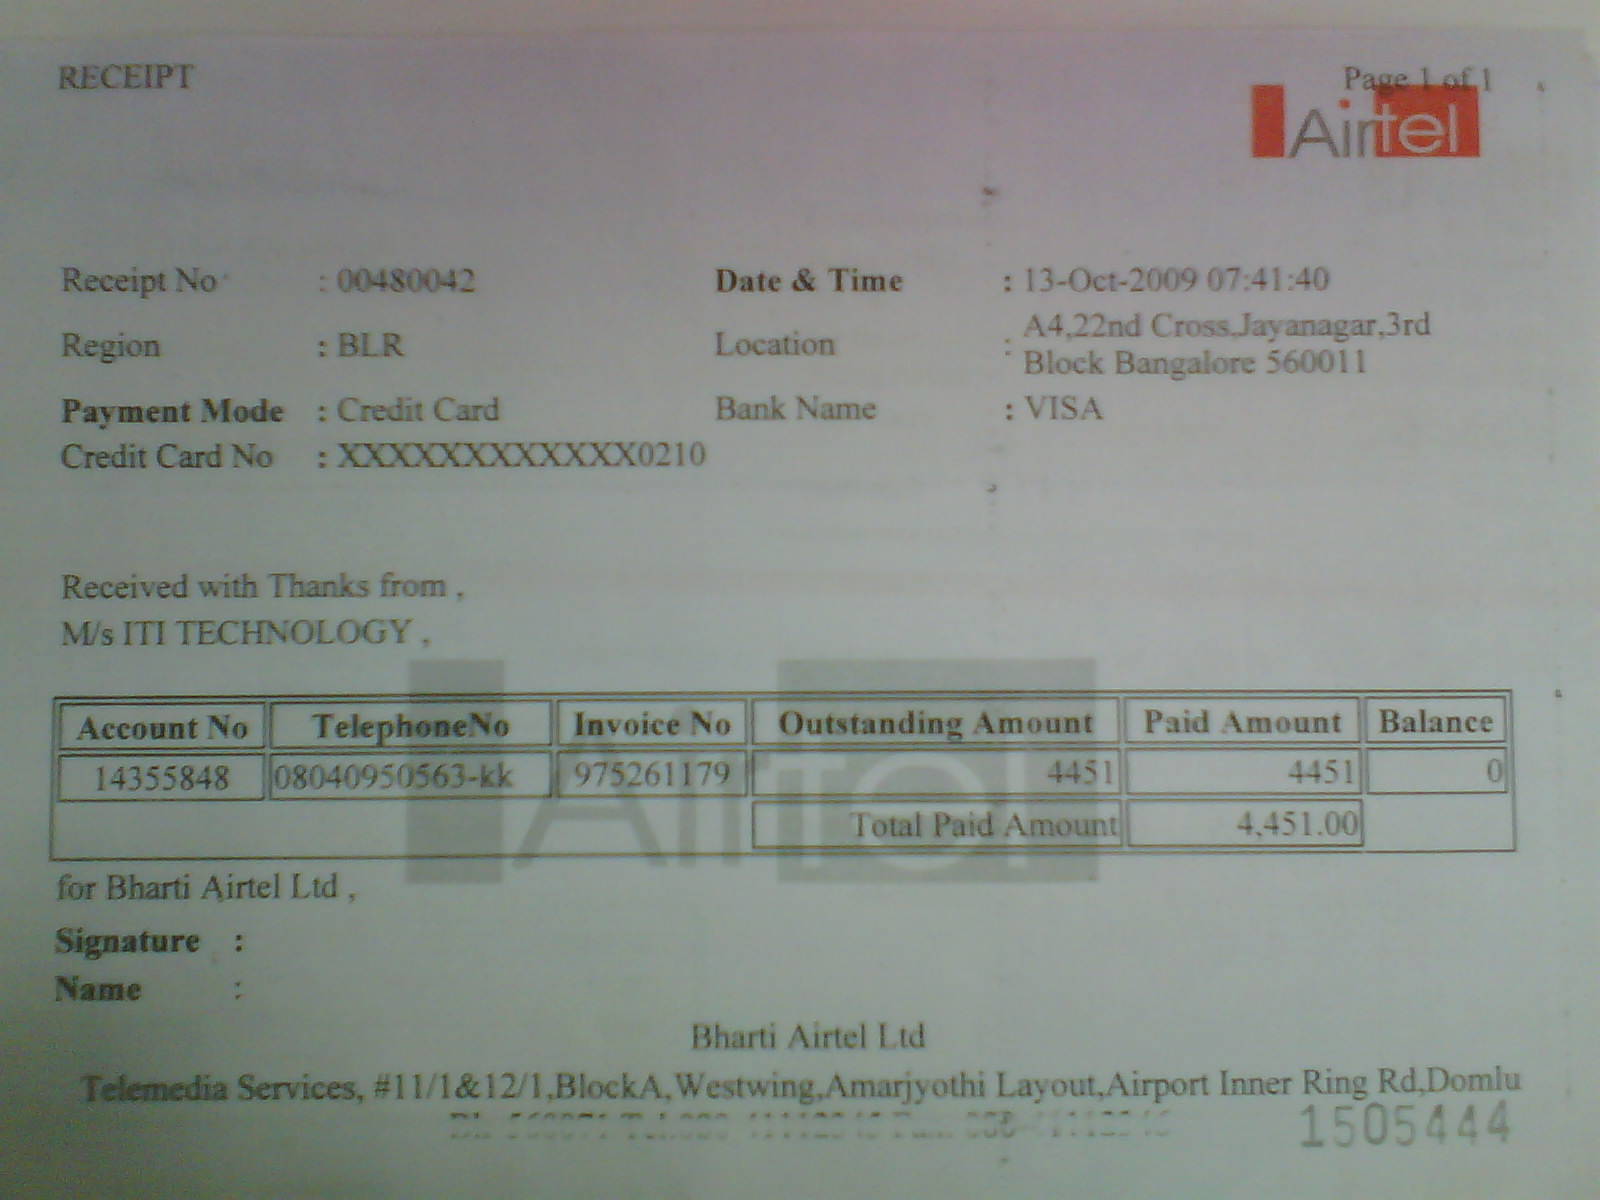 RECEIPT
Page 1 of 1
Airtel
Receipt No : 00480042 Date & Time : 13-Oct-2009 07:41:40
Region : BLR Location : A4,22nd Cross,Jayanagar,3rd
Block Bangalore 560011
Payment Mode : Credit Card Bank Name : VISA
Credit Card No : XXXXXXXXXXXX0210
Received with Thanks from ,
M/s ITI TECHNOLOGY ,
Account No TelephoneNo Invoice No Outstanding Amount Paid Amount Balance
14355848 08040950563-kk 975261179 4451 4451 0
Total Paid Amount 4,451.00
Airtel
for Bharti Airtel Ltd ,
Signature :
Name :
Bharti Airtel Ltd
Telemedia Services, #11/1&12/1,BlockA,Westwing,Amarjyothi Layout,Airport Inner Ring Rd,Domlu
1505444